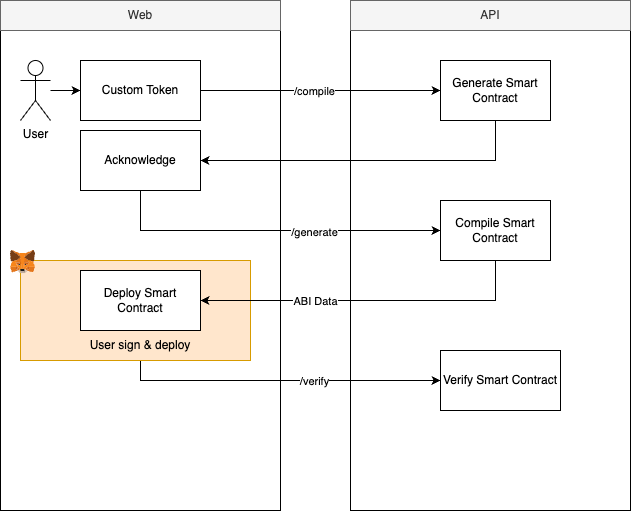 Web
API
Custom Token
/compile
Generate Smart
Contract
User
Acknowledge
/generate
Compile Smart
Contract
Deploy Smart
Contract
ABI Data
User sign & deploy
/verify
Verify Smart Contract